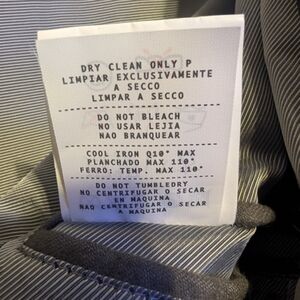 DRY CLEAN ONLY P
LIMPIAR EXCLUSIVAMENTE
A SECCO
LIMPAR A SECCO
DO NOT BLEACH
NO USAR LEJIA
NAO BRANQUEAR
COOL IRON Q10° MAX
PLANCHADO MAX 110°
FERRO: TEMP. MAX 110°
DO NOT TUMBLEDRY
NO CENTRIFUGAR O SECAR
EN MAQUINA
NAO CENTRIFUGAR O SECAR
A MAQUINA